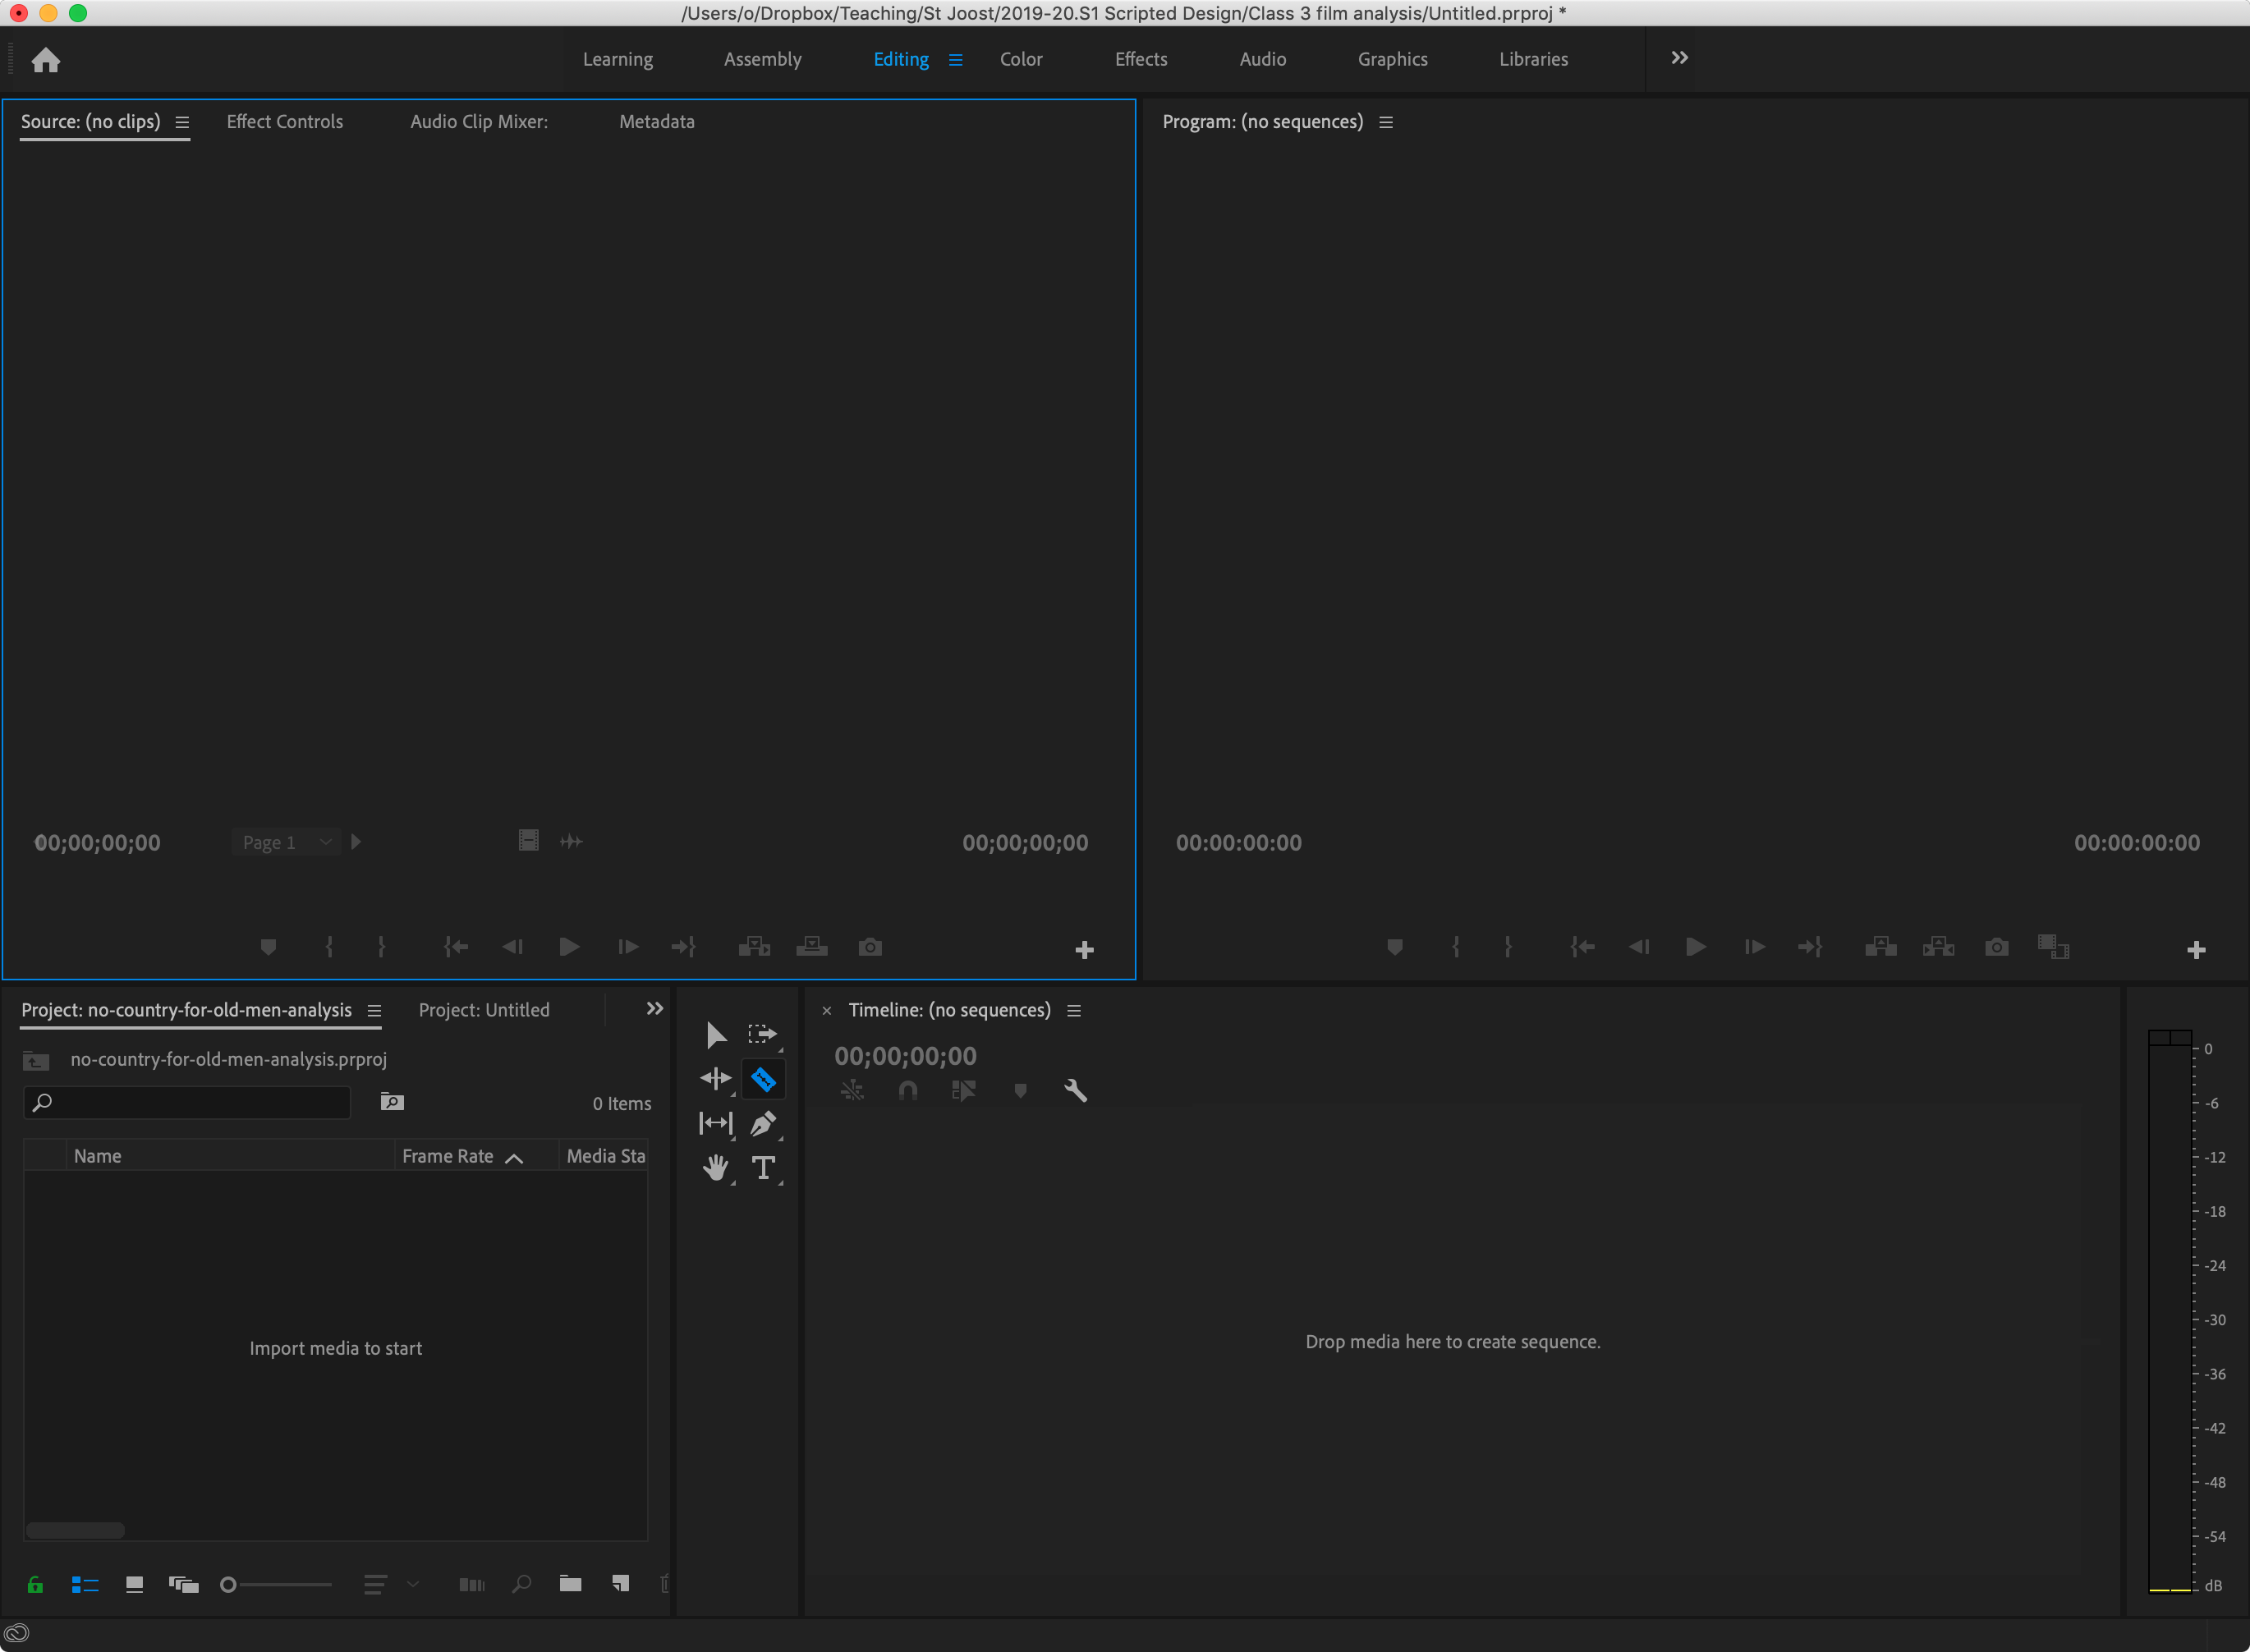 /Users/o/Dropbox/Teaching/St Joost/2019-20.S1 Scripted Design/Class 3 film analysis/Untitled.prproj *
Learning Assembly Editing Color Effects Audio Graphics Libraries
Source: (no clips) Effect Controls Audio Clip Mixer: Metadata
Program: (no sequences)
00;00;00;00 Page 1 00;00;00;00
00:00:00:00 00:00:00:00
Project: no-country-for-old-men-analysis Project: Untitled
no-country-for-old-men-analysis.prproj
0 Items
Name Frame Rate Media Sta
Import media to start
Timeline: (no sequences)
00;00;00;00
Drop media here to create sequence.
0
-6
-12
-18
-24
-30
-36
-42
-48
-54
dB